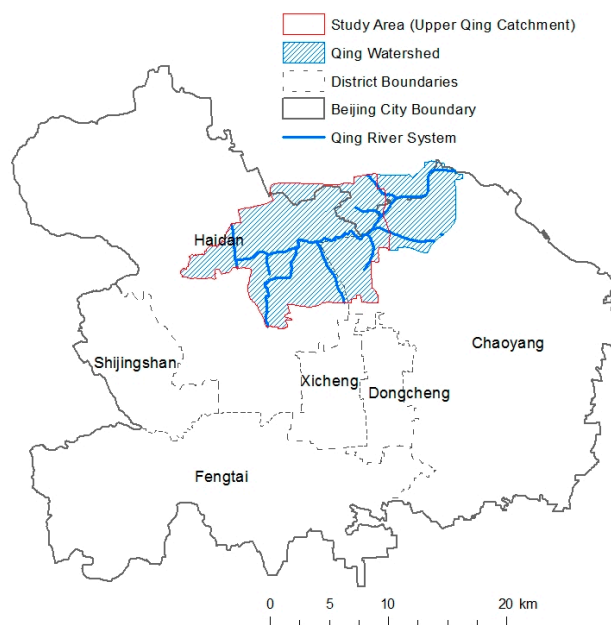 Study Area (Upper Qing Catchment)
Qing Watershed
District Boundaries
Beijing City Boundary
Qing River System
Haidan
Chaoyang
Shijingshan
Xicheng
Dongcheng
Fengtai
0 5 10 20 km